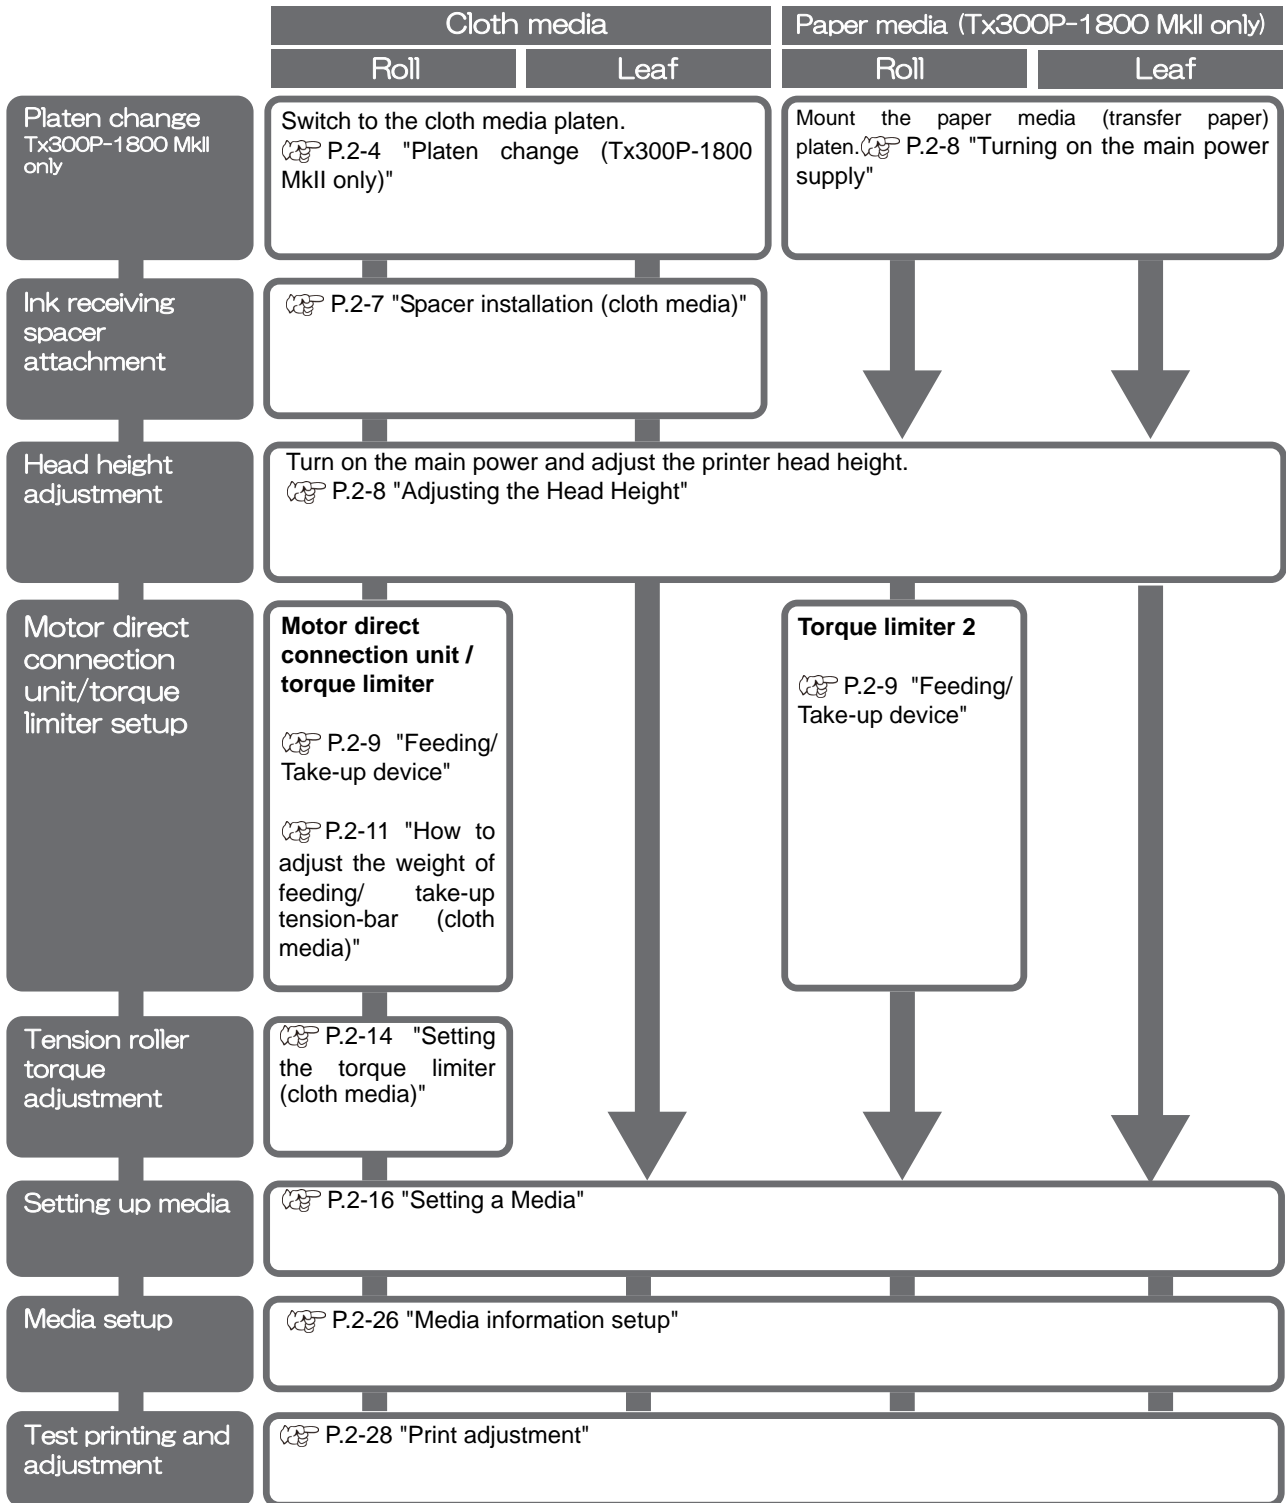 Cloth media
Paper media (Tx300P-1800 MkII only)
Roll
Leaf
Roll
Leaf
Platen change
Tx300P-1800 MkII
only
Switch to the cloth media platen.
P.2-4 "Platen change (Tx300P-1800
MkII only)"
Mount the paper media (transfer paper)
platen. P.2-8 "Turning on the main power
supply"
Ink receiving
spacer
attachment
P.2-7 "Spacer installation (cloth media)"
Head height
adjustment
Turn on the main power and adjust the printer head height.
P.2-8 "Adjusting the Head Height"
Motor direct
connection
unit/torque
limiter setup
Motor direct
connection unit /
torque limiter
P.2-9 "Feeding/
Take-up device"
P.2-11 "How to
adjust the weight of
feeding/ take-up
tension-bar (cloth
media)"
Torque limiter 2
P.2-9 "Feeding/
Take-up device"
Tension roller
torque
adjustment
P.2-14 "Setting
the torque limiter
(cloth media)"
Setting up media
P.2-16 "Setting a Media"
Media setup
P.2-26 "Media information setup"
Test printing and
adjustment
P.2-28 "Print adjustment"